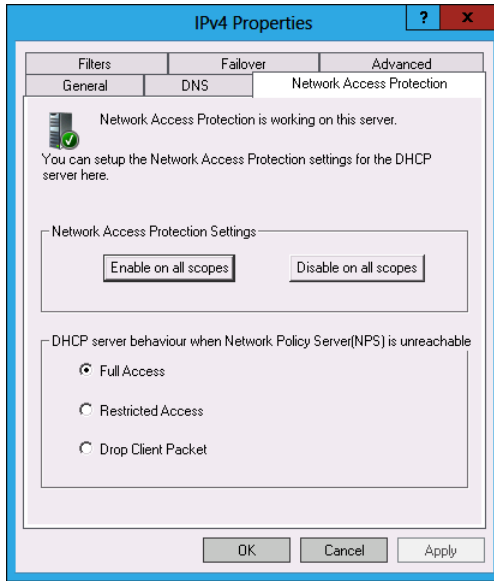 IPv4 Properties
?
x
Filters
Failover
Advanced
General
DNS
Network Access Protection
Network Access Protection is working on this server.
You can setup the Network Access Protection settings for the DHCP
server here.
Network Access Protection Settings
Enable on all scopes
Disable on all scopes
DHCP server behaviour when Network Policy Server(NPS) is unreachable
Full Access
Restricted Access
Drop Client Packet
OK
Cancel
Apply